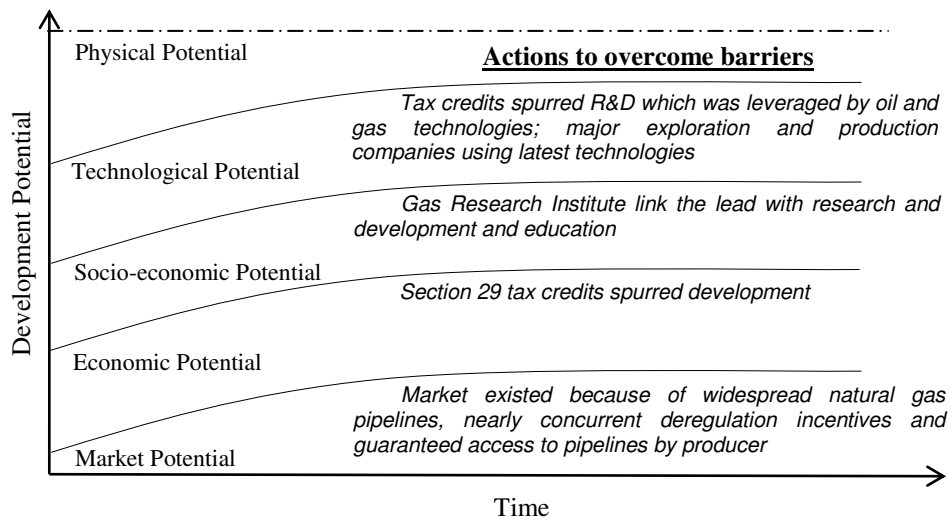 Physical Potential
Actions to overcome barriers
Tax credits spurred R&D which was leveraged by oil and
gas technologies; major exploration and production
companies using latest technologies
Technological Potential
Gas Research Institute link the lead with research and
development and education
Socio-economic Potential
Section 29 tax credits spurred development
Economic Potential
Market existed because of widespread natural gas
pipelines, nearly concurrent deregulation incentives and
guaranteed access to pipelines by producer
Market Potential
Development Potential
Time